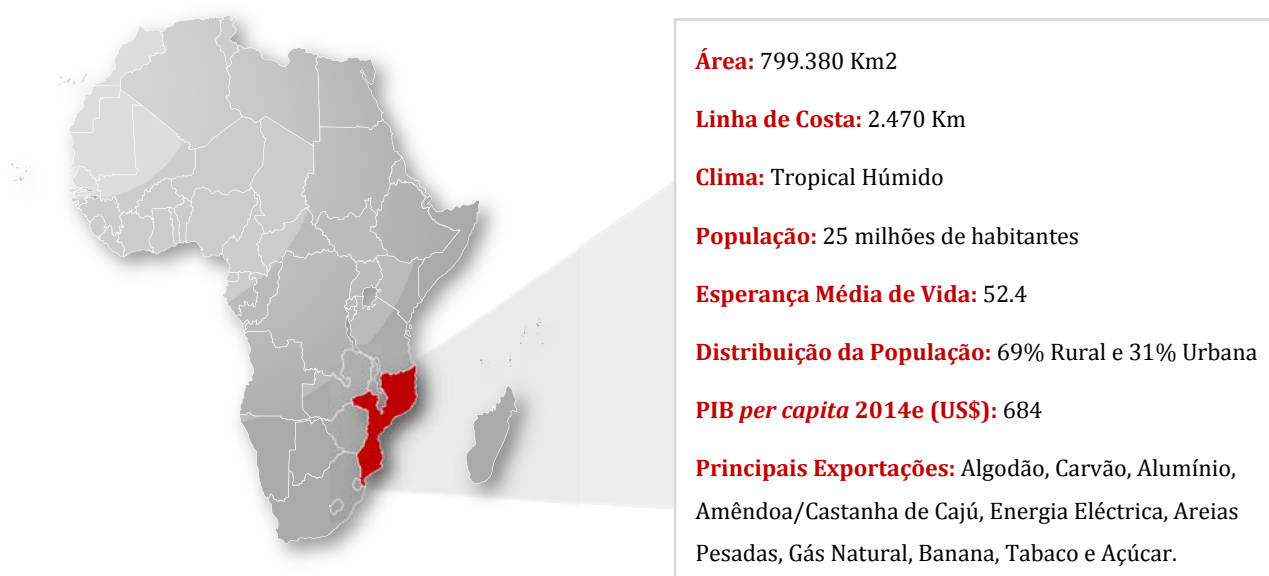 Área: 799.380 Km2
Linha de Costa: 2.470 Km
Clima: Tropical Húmido
População: 25 milhões de habitantes
Esperança Média de Vida: 52.4
Distribuição da População: 69% Rural e 31% Urbana
PIB per capita 2014e (US$): 684
Principais Exportações: Algodão, Carvão, Alumínio,
Amêndoa/Castanha de Cajú, Energia Eléctrica, Areias
Pesadas, Gás Natural, Banana, Tabaco e Açúcar.